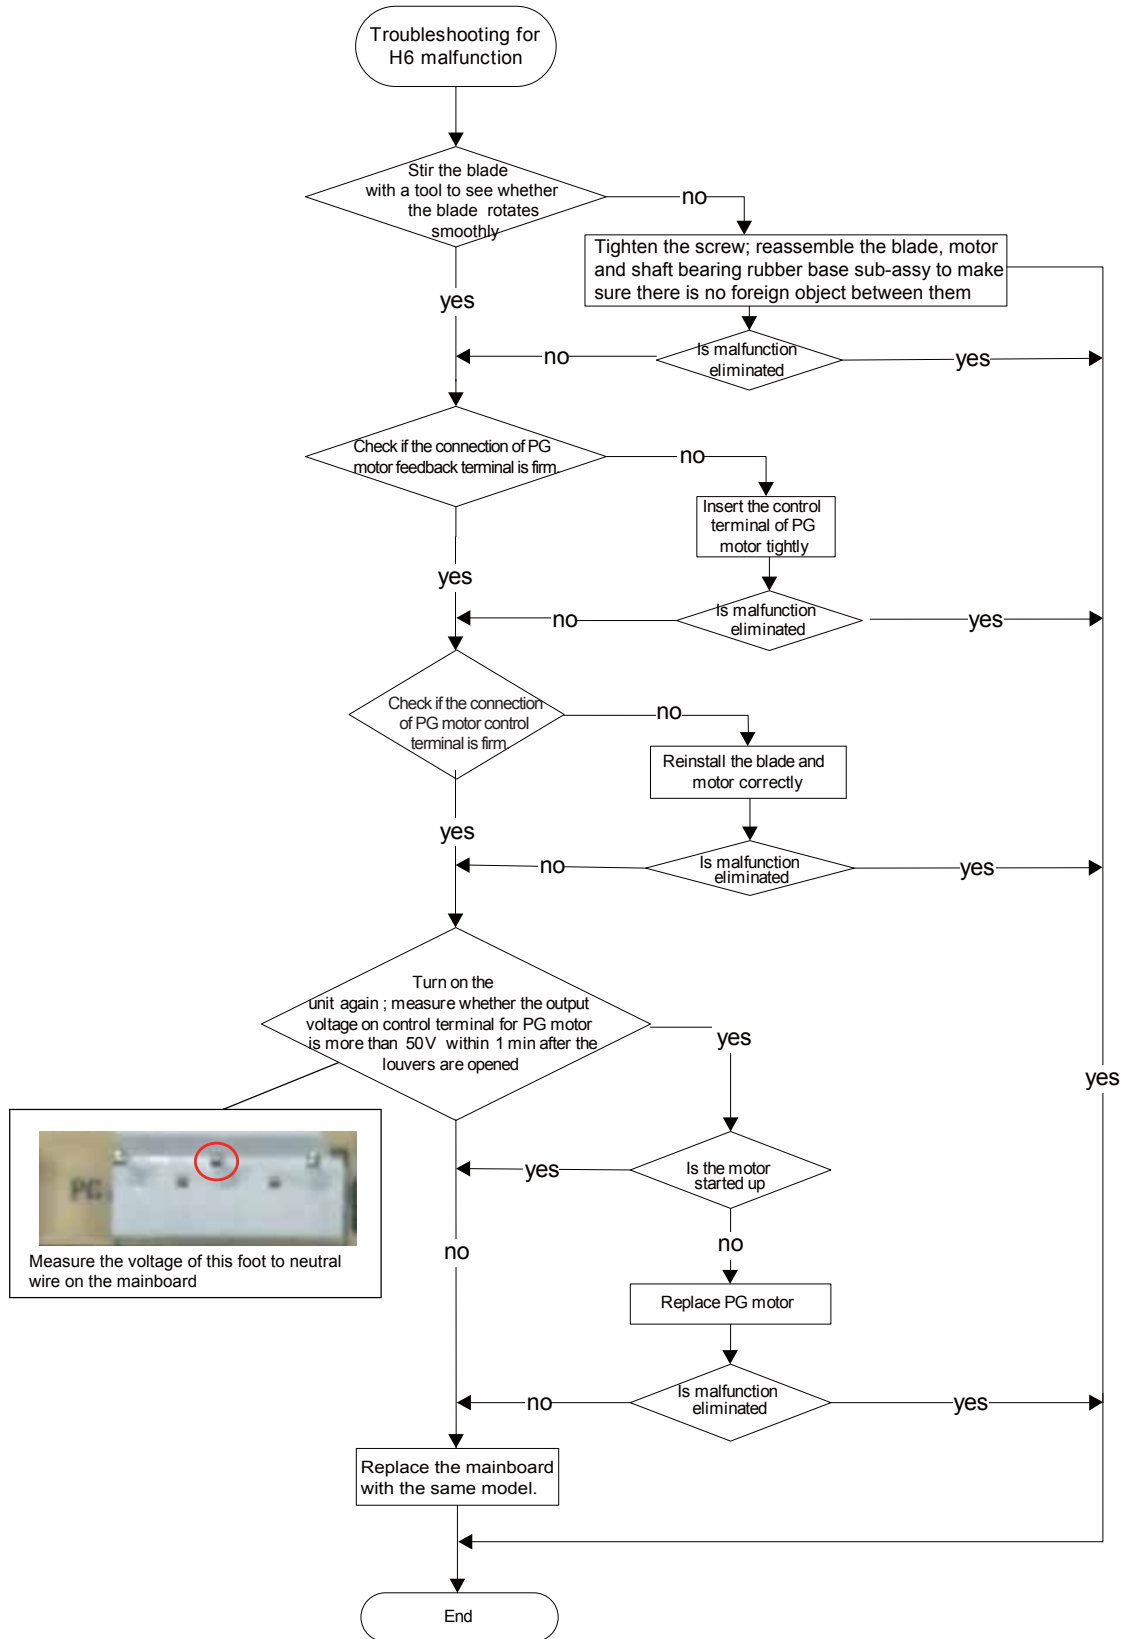 Troubleshooting for
H6 malfunction
Stir the blade
with a tool to see whether
the blade rotates
smoothly
no
Tighten the screw; reassemble the blade, motor
and shaft bearing rubber base sub-assy to make
sure there is no foreign object between them
yes
Is malfunction
eliminated
no
yes
Check if the connection of PG
motor feedback terminal is firm.
no
Insert the control
terminal of PG
motor tightly
yes
Is malfunction
eliminated
no
yes
Check if the connection
of PG motor control
terminal is firm.
no
Reinstall the blade and
motor correctly
yes
Is malfunction
eliminated
no
yes
Turn on the
unit again ; measure whether the output
voltage on control terminal for PG motor
is more than 50V within 1 min after the
louvers are opened
yes
yes
PG
Measure the voltage of this foot to neutral
wire on the mainboard
Is the motor
started up
yes
no
no
Replace PG motor
Is malfunction
eliminated
no
yes
Replace the mainboard
with the same model.
End